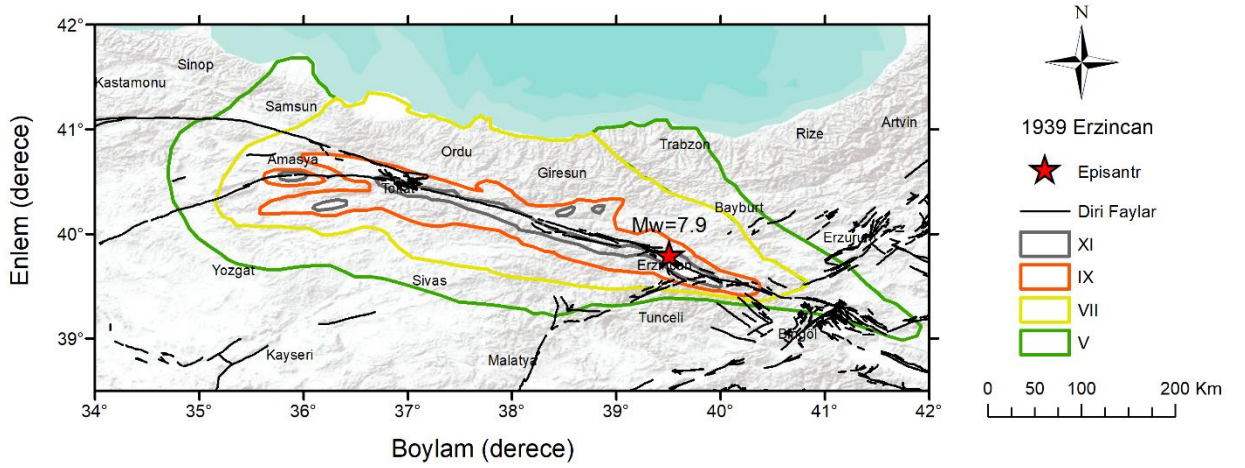 42°
41°
40°
39°
Enlem (derece)
Sinop
Kastamonu
Samsun
Artvin
Rize
Trabzon
Ordu
Amasya
Giresun
Tokat
Bayburt
Mw=7.9
Erzurum
Erzincan
Yozgat
Sivas
Tunceli
Bingöl
Kayseri
Malatya
34° 35° 36° 37° 38° 39° 40° 41° 42°
Boylam (derece)
N
1939 Erzincan
Episantr
Diri Faylar
XI
IX
VII
V
0 50 100 200 Km